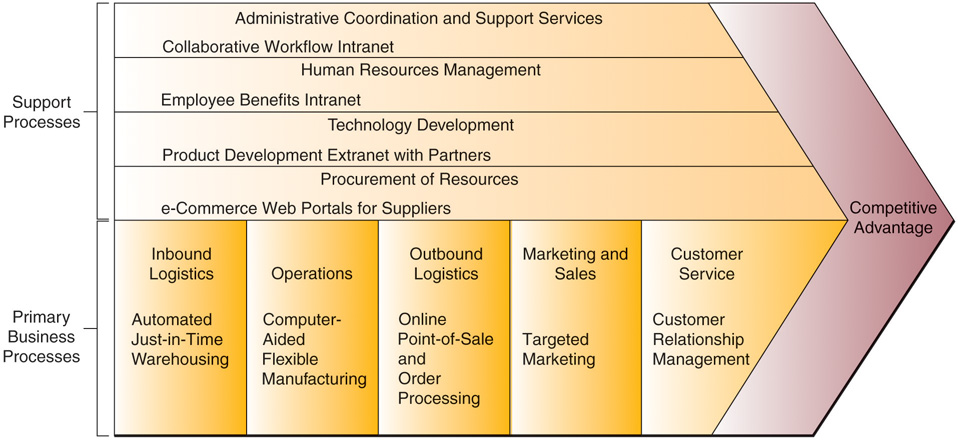 Support
Processes
Administrative Coordination and Support Services
Collaborative Workflow Intranet
Human Resources Management
Employee Benefits Intranet
Technology Development
Product Development Extranet with Partners
Procurement of Resources
e-Commerce Web Portals for Suppliers
Competitive
Advantage
Primary
Business
Processes
Inbound
Logistics
Automated
Just-in-Time
Warehousing
Operations
Computer-
Aided
Flexible
Manufacturing
Outbound
Logistics
Online
Point-of-Sale
and
Order
Processing
Marketing and
Sales
Targeted
Marketing
Customer
Service
Customer
Relationship
Management